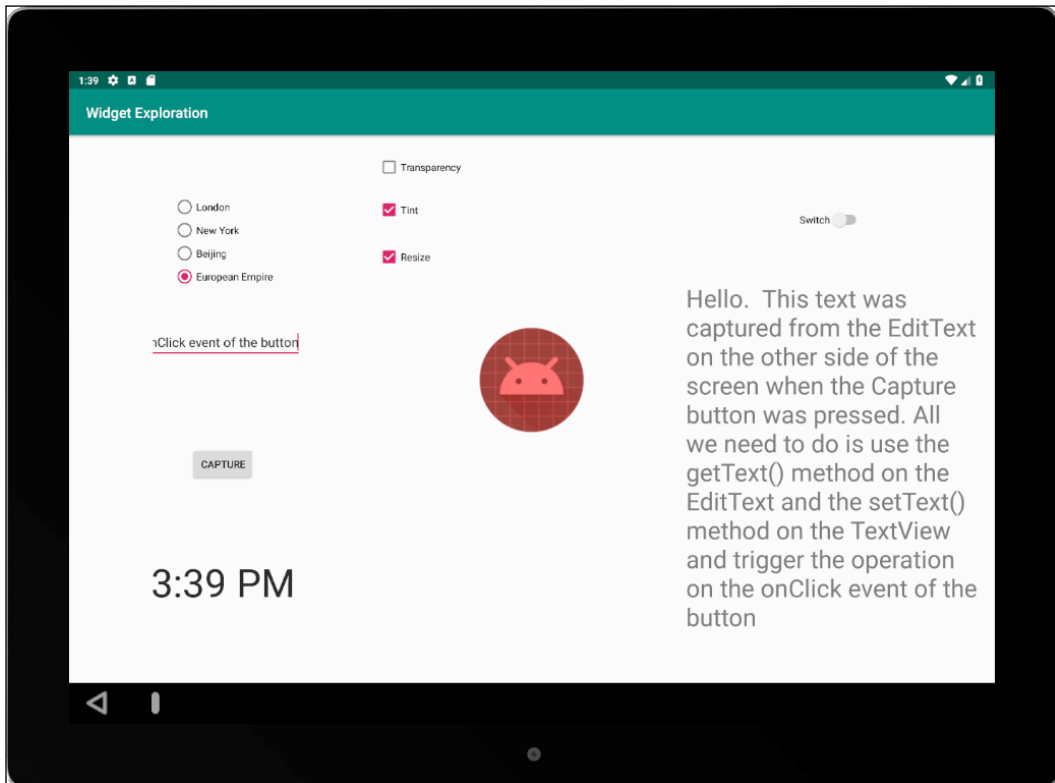 1:39
Widget Exploration
Transparency
London
Tint
New York
Switch
Beijing
Resize
European Empire
Hello.  This text was
captured from the EditText
on the other side of the
screen when the Capture
button was pressed. All
we need to do is use the
getText() method on the
EditText and the setText()
method on the TextView
and trigger the operation
on the onClick event of the
button
Click event of the button
CAPTURE
3:39 PM